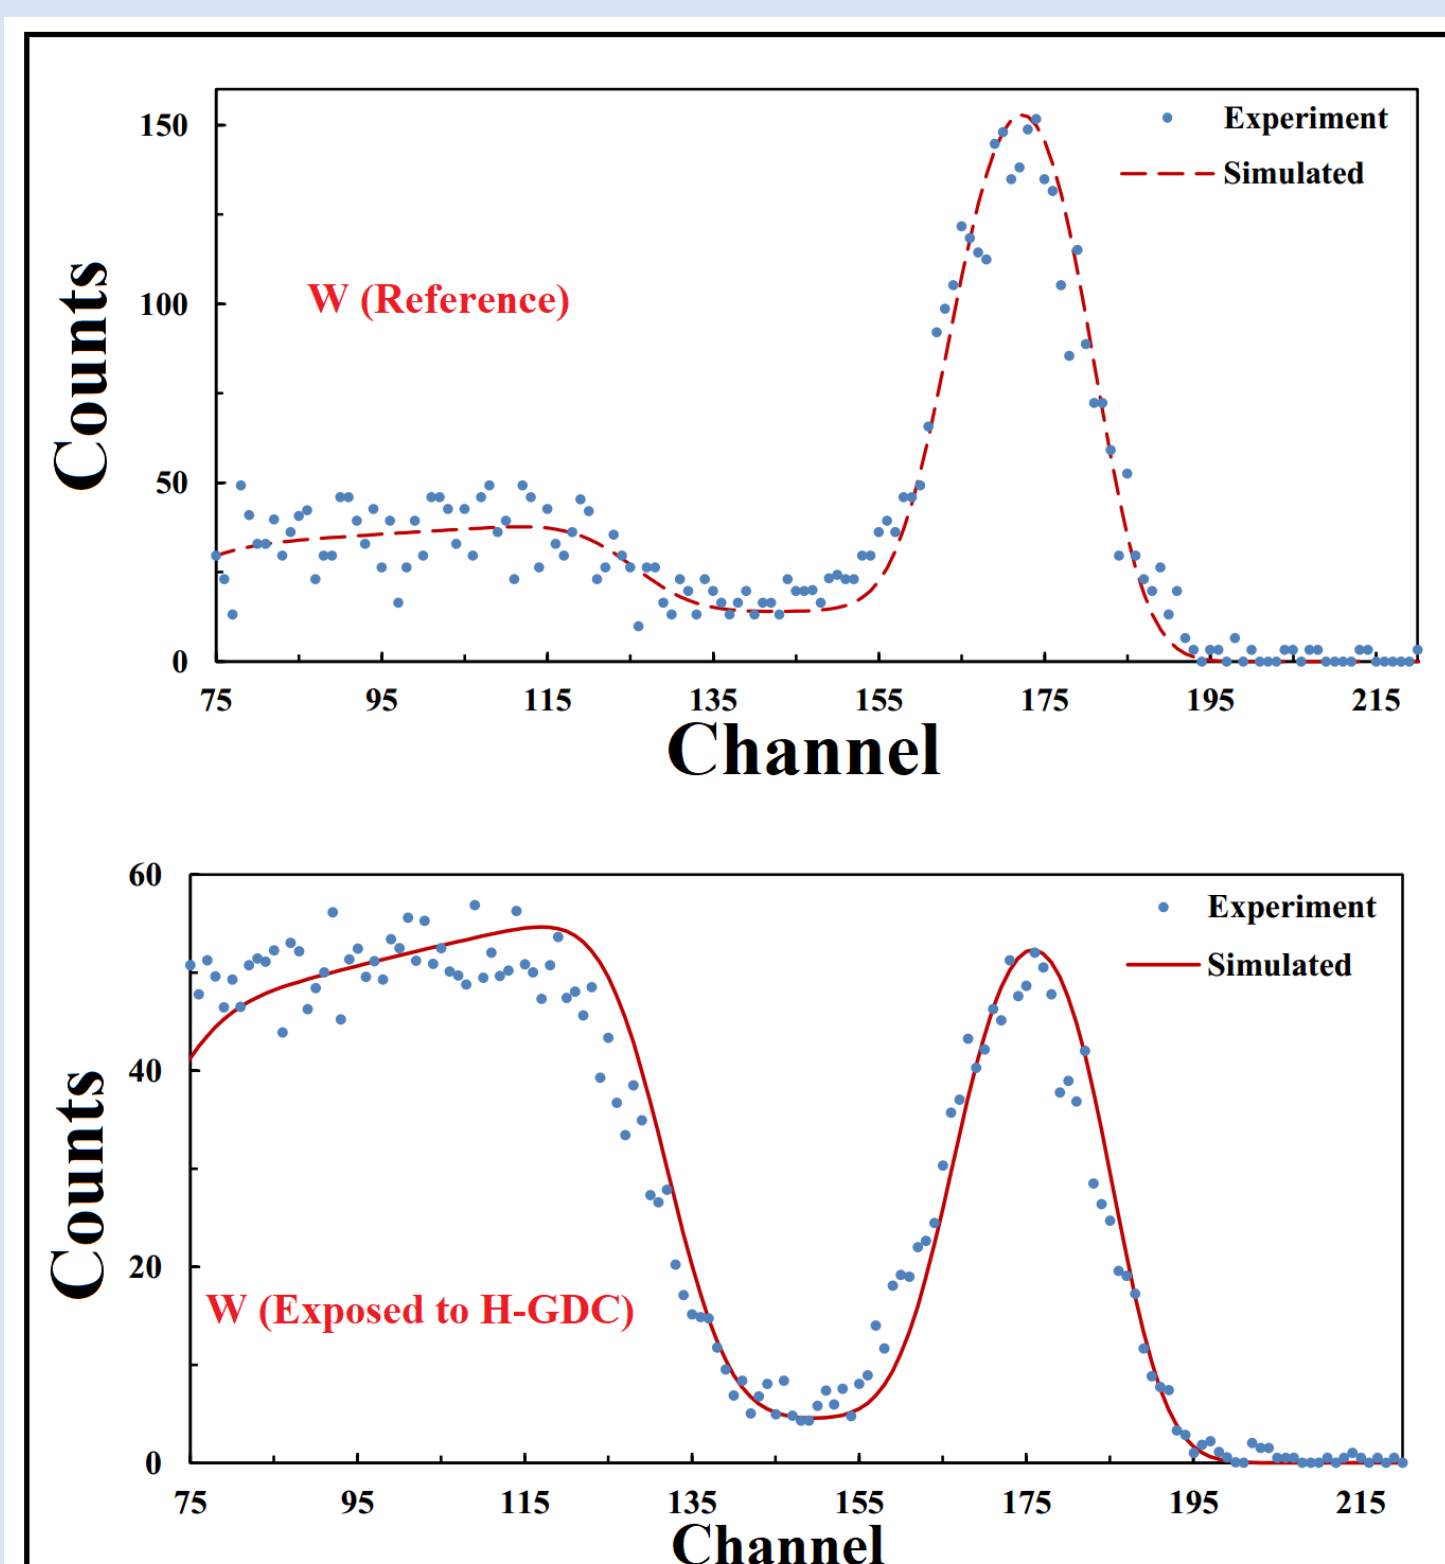 150
100
50
0
Counts
W (Reference)
Experiment
Simulated
75 95 115 135 155 175 195 215
Channel
60
40
20
0
Counts
W (Exposed to H-GDC)
Experiment
Simulated
75 95 115 135 155 175 195 215
Channel